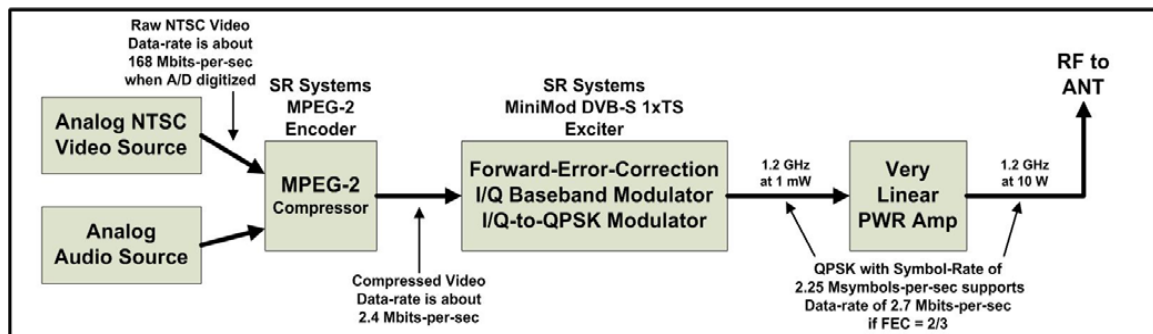 Raw NTSC Video
Data-rate is about
168 Mbits-per-sec
when A/D digitized
SR Systems
MPEG-2
Encoder
SR Systems
MiniMod DVB-S 1xTS
Exciter
RF to
ANT
Analog NTSC
Video Source
MPEG-2
Compressor
Forward-Error-Correction
I/Q Baseband Modulator
I/Q-to-QPSK Modulator
1.2 GHz
at 1 mW
Very
Linear
PWR Amp
1.2 GHz
at 10 W
Analog
Audio Source
Compressed Video
Data-rate is about
2.4 Mbits-per-sec
QPSK with Symbol-Rate of
2.25 Msymbols-per-sec supports
Data-rate of 2.7 Mbits-per-sec
if FEC = 2/3